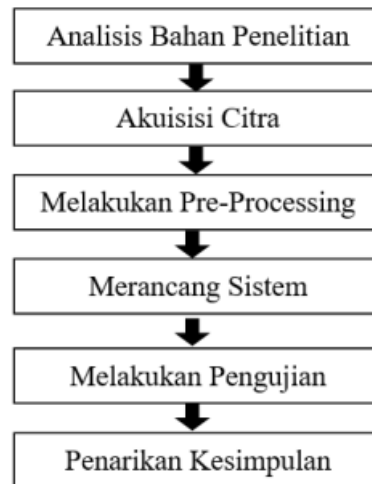 Analisis Bahan Penelitian
Akuisisi Citra
Melakukan Pre-Processing
Merancang Sistem
Melakukan Pengujian
Penarikan Kesimpulan